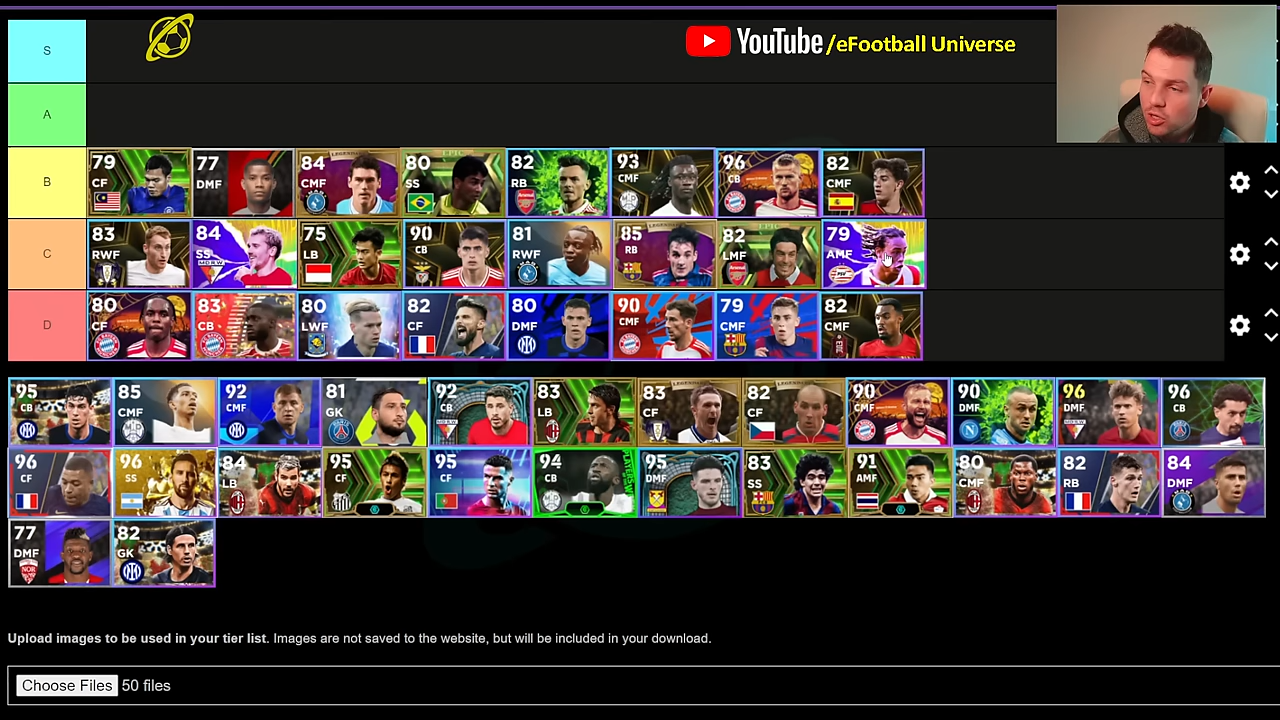 S
YouTube/eFootball Universe
A
B
79 CF
77 DMF
84 CMF
80 SS EPIC
82 RB Arsenal
93 CMF
96 CB
82 CMF
C
83 RWF
84 SS
75 LB
90 CB
81 RWF
85 RB
82 LMF Arsenal
79 AMF PSV
D
80 CF
83 CB
80 LWF
82 CF
80 DMF
90 CMF
79 CMF
82 CMF
95 CB
85 CMF
92 CMF
81 GK
92 CB
83 LB
83 CF
82 CF
90 CMF
90 DMF
96 DMF
96 CB
96 CF
96 SS
84 LB
95 CF
95 CF
94 CB
95 DMF
83 SS
91 AMF
80 CMF
82 RB
84 DMF
77 DMF NOR
82 GK
Upload images to be used in your tier list. Images are not saved to the website, but will be included in your download.
Choose Files 50 files